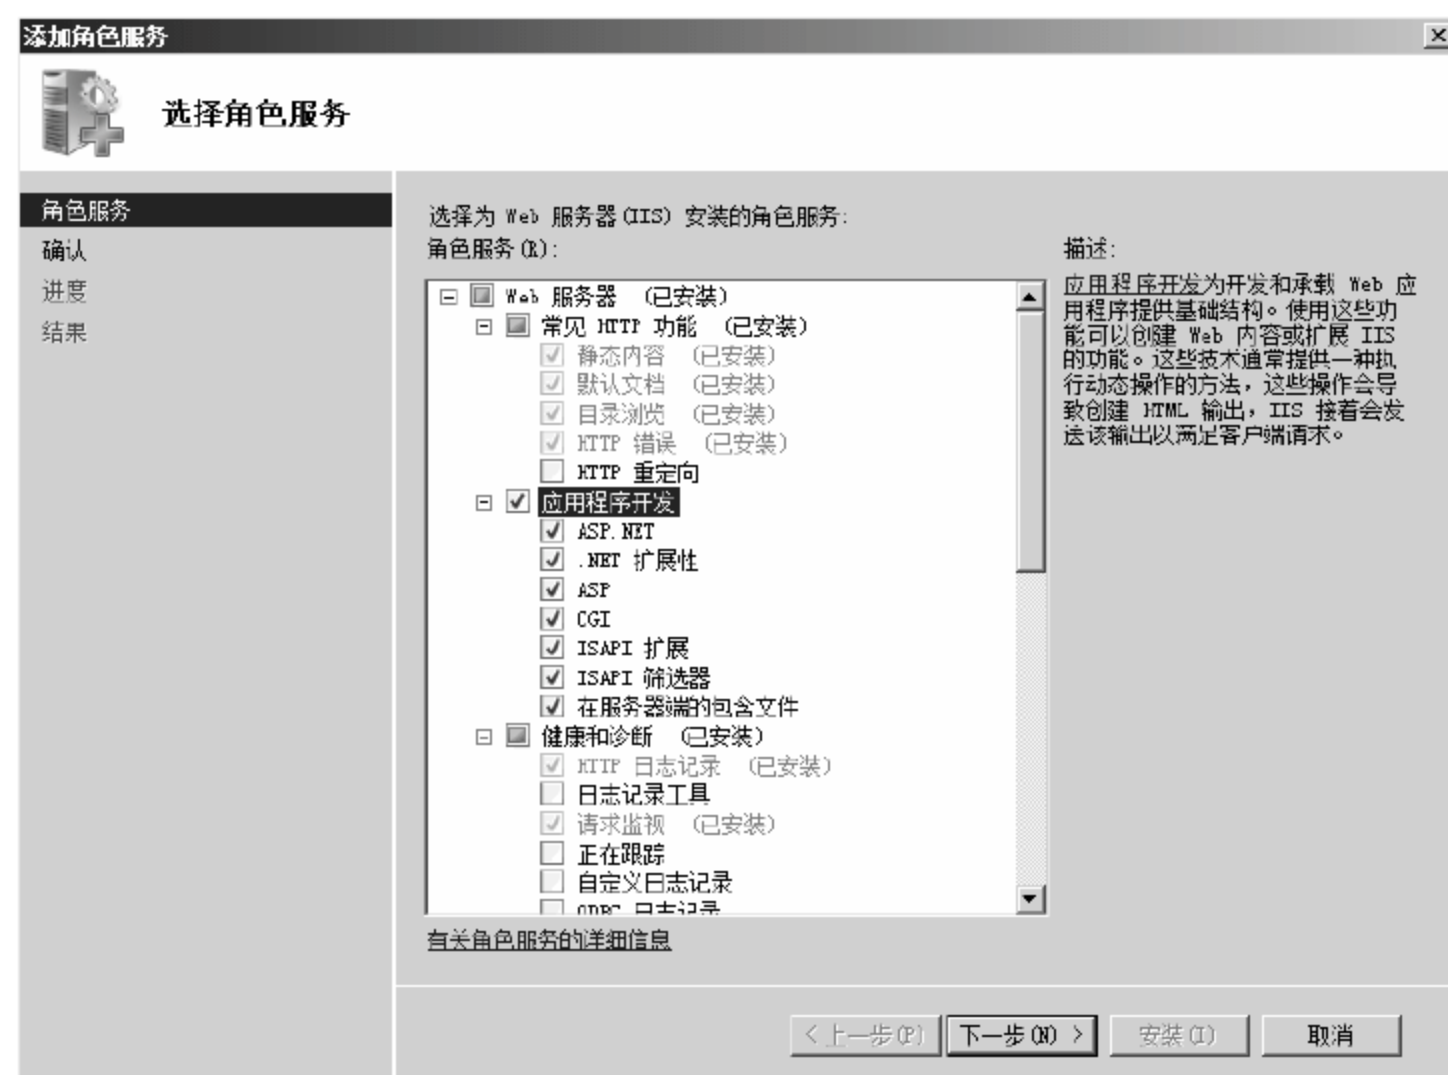 添加角色服务
选择角色服务
角色服务
确认
进度
结果
选择为 Web 服务器(IIS) 安装的角色服务:
角色服务(R):
Web 服务器 (已安装)
常见 HTTP 功能 (已安装)
静态内容 (已安装)
默认文档 (已安装)
目录浏览 (已安装)
HTTP 错误 (已安装)
HTTP 重定向
应用程序开发
ASP.NET
.NET 扩展性
ASP
CGI
ISAPI 扩展
ISAPI 筛选器
在服务器端的包含文件
健康和诊断 (已安装)
HTTP 日志记录 (已安装)
日志记录工具
请求监视 (已安装)
正在跟踪
自定义日志记录
ODBC 日志记录
有关角色服务的详细信息
描述:
应用程序开发为开发和承载 Web 应
用程序提供基础结构。使用这些功
能可以创建 Web 内容或扩展 IIS
的功能。这些技术通常提供一种执
行动态操作的方法，这些操作会导
致创建 HTML 输出，IIS 接着会发
送该输出以满足客户端请求。
< 上一步(P)
下一步(N) >
安装(I)
取消